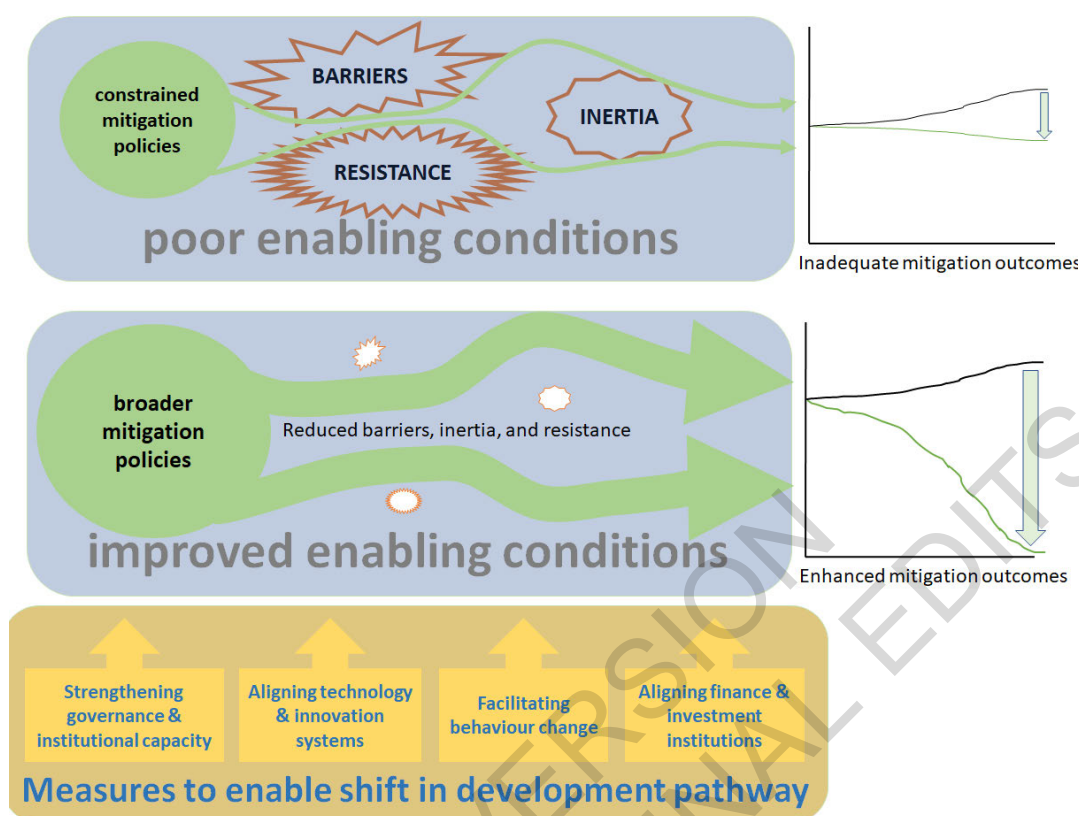 constrained
mitigation
policies
BARRIERS
INERTIA
RESISTANCE
poor enabling conditions
Inadequate mitigation outcomes
broader
mitigation
policies
Reduced barriers, inertia, and resistance
improved enabling conditions
Enhanced mitigation outcomes
Strengthening
governance &
institutional capacity
Aligning technology
& innovation
systems
Facilitating
behaviour change
Aligning finance &
investment
institutions
Measures to enable shift in development pathway
VERSION
EDITS